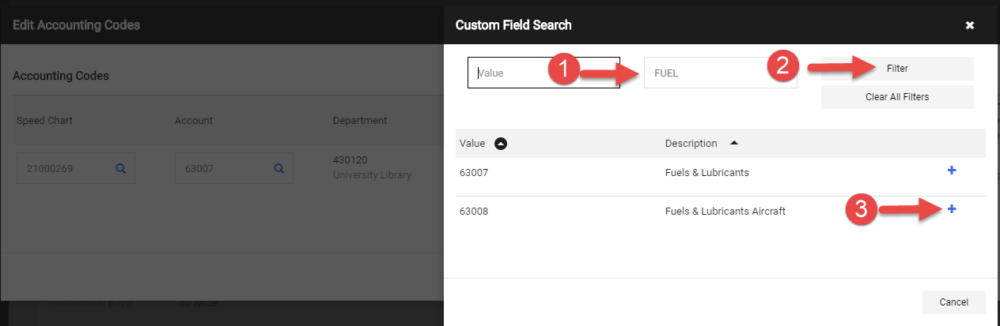 Edit Accounting Codes
Custom Field Search
Value
1
FUEL
2
Filter
Clear All Filters
Accounting Codes
Speed Chart Account Department
21000269 63007 430120
University Library
Value Description
63007 Fuels & Lubricants
63008 Fuels & Lubricants Aircraft
3
Professional Buyer no value
Cancel